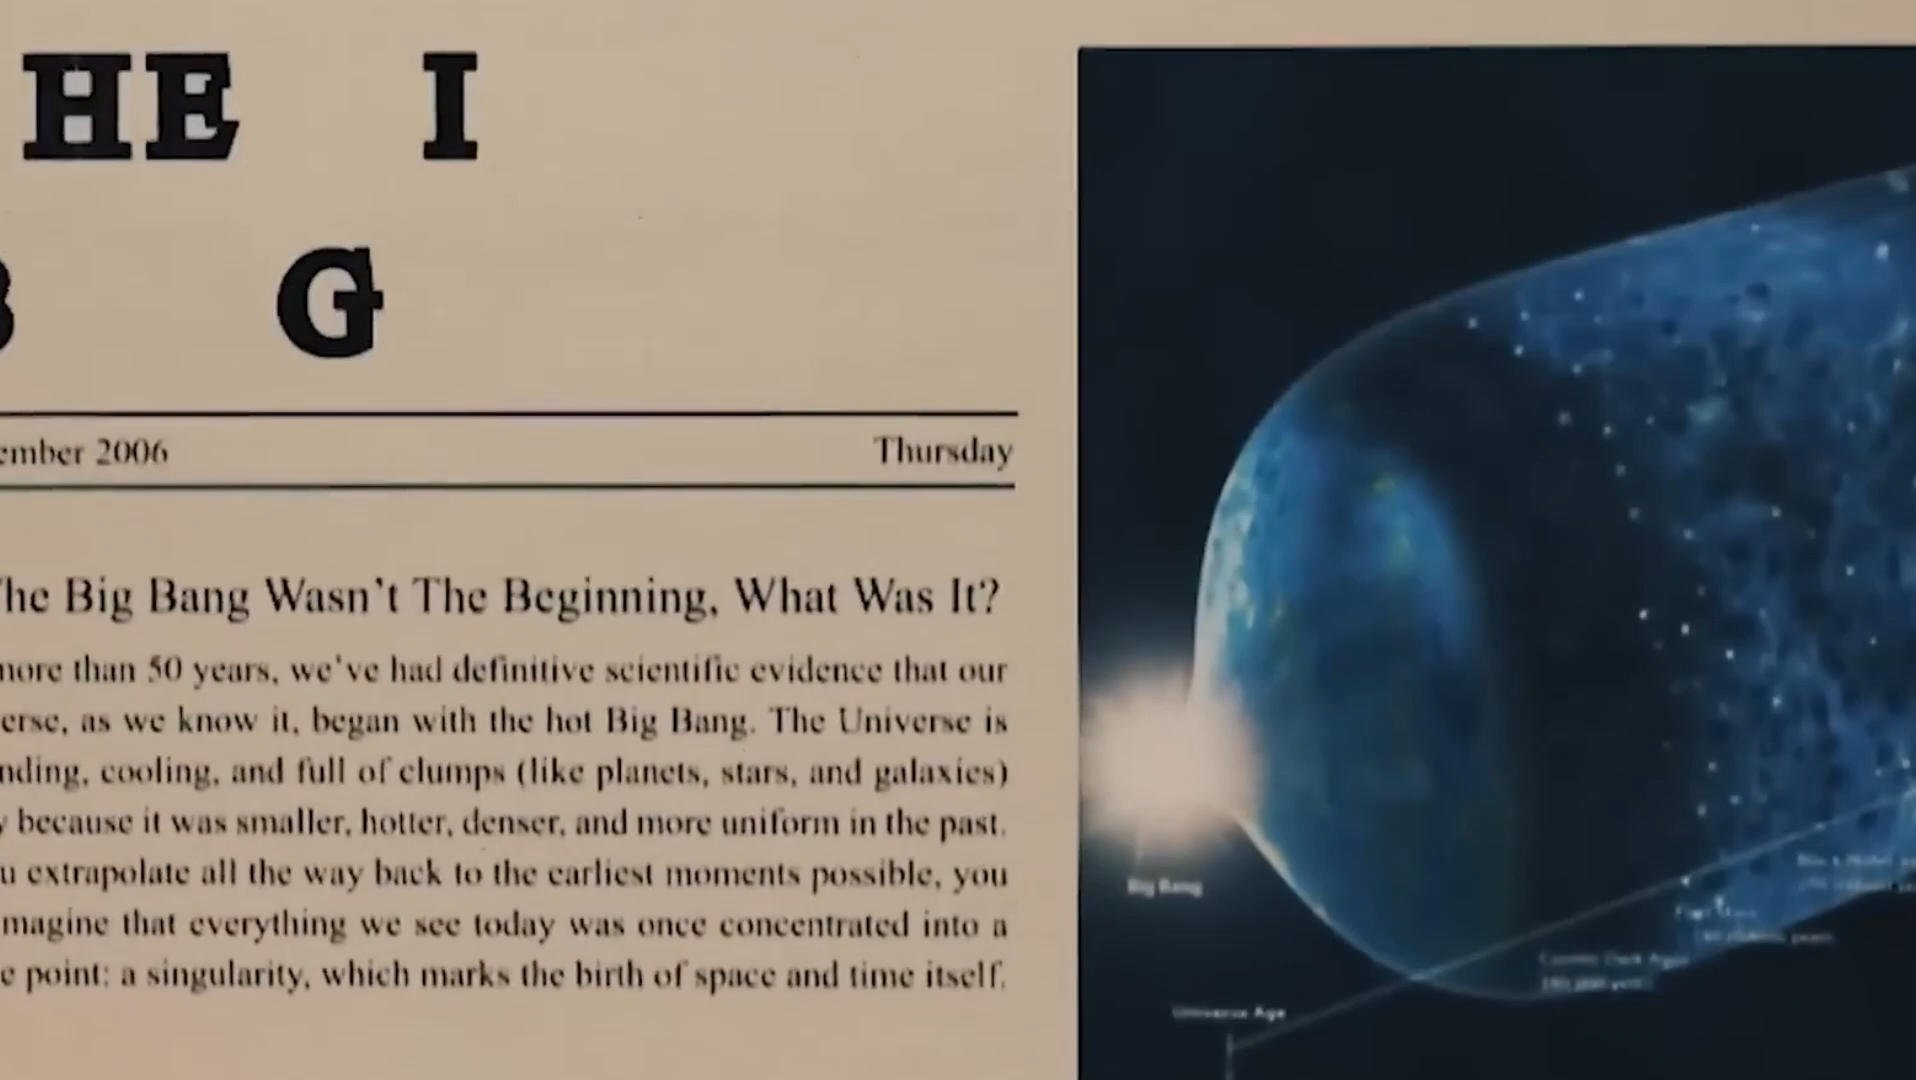 HE I
B G
ember 2006 Thursday
The Big Bang Wasn't The Beginning, What Was It?
more than 50 years, we've had definitive scientific evidence that our
erse, as we know it, began with the hot Big Bang. The Universe is
nding, cooling, and full of clumps (like planets, stars, and galaxies)
y because it was smaller, hotter, denser, and more uniform in the past.
u extrapolate all the way back to the earliest moments possible, you
magine that everything we see today was once concentrated into a
e point: a singularity, which marks the birth of space and time itself.
Big Bang
Cosmic Dark Ages
Universe Age